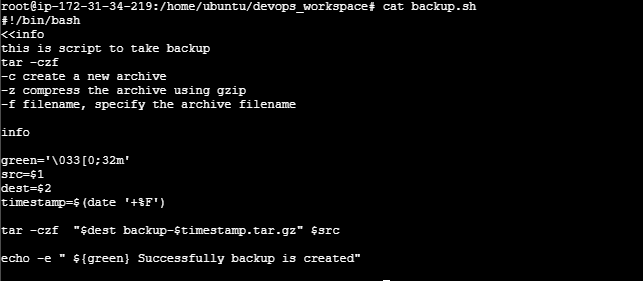 root@ip-172-31-34-219:/home/ubuntu/devops_workspace# cat backup.sh
#!/bin/bash
<<info
this is script to take backup
tar -czf
-c create a new archive
-z compress the archive using gzip
-f filename, specify the archive filename
info
green='\033[0;32m'
src=$1
dest=$2
timestamp=$(date '+%F')
tar -czf  "$dest backup-$timestamp.tar.gz" $src
echo -e " ${green} Successfully backup is created"